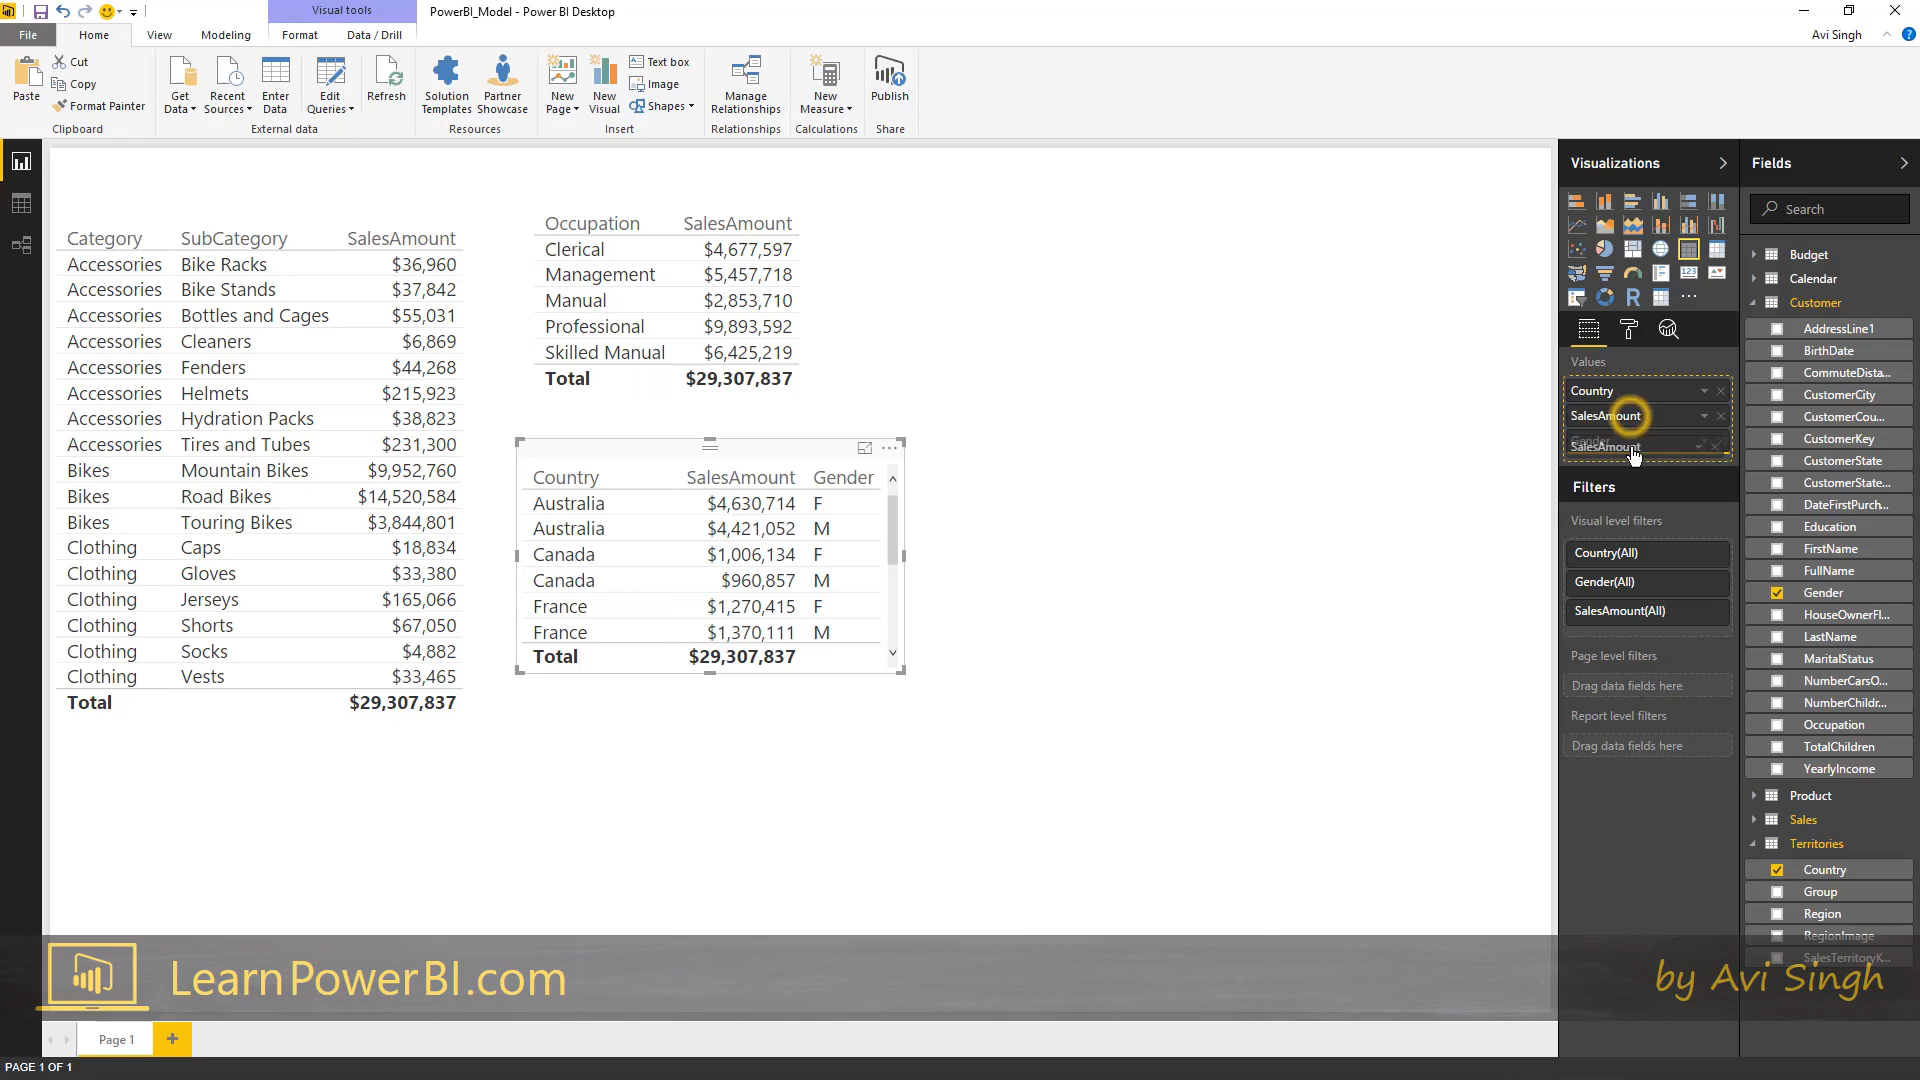 Visual tools
PowerBI_Model - Power BI Desktop
File
Home
View
Modeling
Format
Data / Drill
Avi Singh
Paste
Cut
Copy
Format Painter
Clipboard
Get Data
Recent Sources
Enter Data
Edit Queries
Refresh
External data
Solution Templates
Partner Showcase
Resources
New Page
New Visual
Text box
Image
Shapes
Insert
Manage Relationships
Relationships
New Measure
Calculations
Publish
Share
Category SubCategory SalesAmount
Accessories Bike Racks $36,960
Accessories Bike Stands $37,842
Accessories Bottles and Cages $55,031
Accessories Cleaners $6,869
Accessories Fenders $44,268
Accessories Helmets $215,923
Accessories Hydration Packs $38,823
Accessories Tires and Tubes $231,300
Bikes Mountain Bikes $9,952,760
Bikes Road Bikes $14,520,584
Bikes Touring Bikes $3,844,801
Clothing Caps $18,834
Clothing Gloves $33,380
Clothing Jerseys $165,066
Clothing Shorts $67,050
Clothing Socks $4,882
Clothing Vests $33,465
Total $29,307,837
Occupation SalesAmount
Clerical $4,677,597
Management $5,457,718
Manual $2,853,710
Professional $9,893,592
Skilled Manual $6,425,219
Total $29,307,837
Country SalesAmount Gender
Australia $4,630,714 F
Australia $4,421,052 M
Canada $1,006,134 F
Canada $960,857 M
France $1,270,415 F
France $1,370,111 M
Total $29,307,837
Visualizations
Values
Country
SalesAmount
Gender
SalesAmount
Filters
Visual level filters
Country(All)
Gender(All)
SalesAmount(All)
Page level filters
Drag data fields here
Report level filters
Drag data fields here
Fields
Search
Budget
Calendar
Customer
AddressLine1
BirthDate
CommuteDista...
CustomerCity
CustomerCou...
CustomerKey
CustomerState
CustomerState...
DateFirstPurch...
Education
FirstName
FullName
Gender
HouseOwnerFl...
LastName
MaritalStatus
NumberCarsO...
NumberChildr...
Occupation
TotalChildren
YearlyIncome
Product
Sales
Territories
Country
Group
Region
RegionImage
SalesTerritoryK...
LearnPowerBI.com
by Avi Singh
Page 1
PAGE 1 OF 1